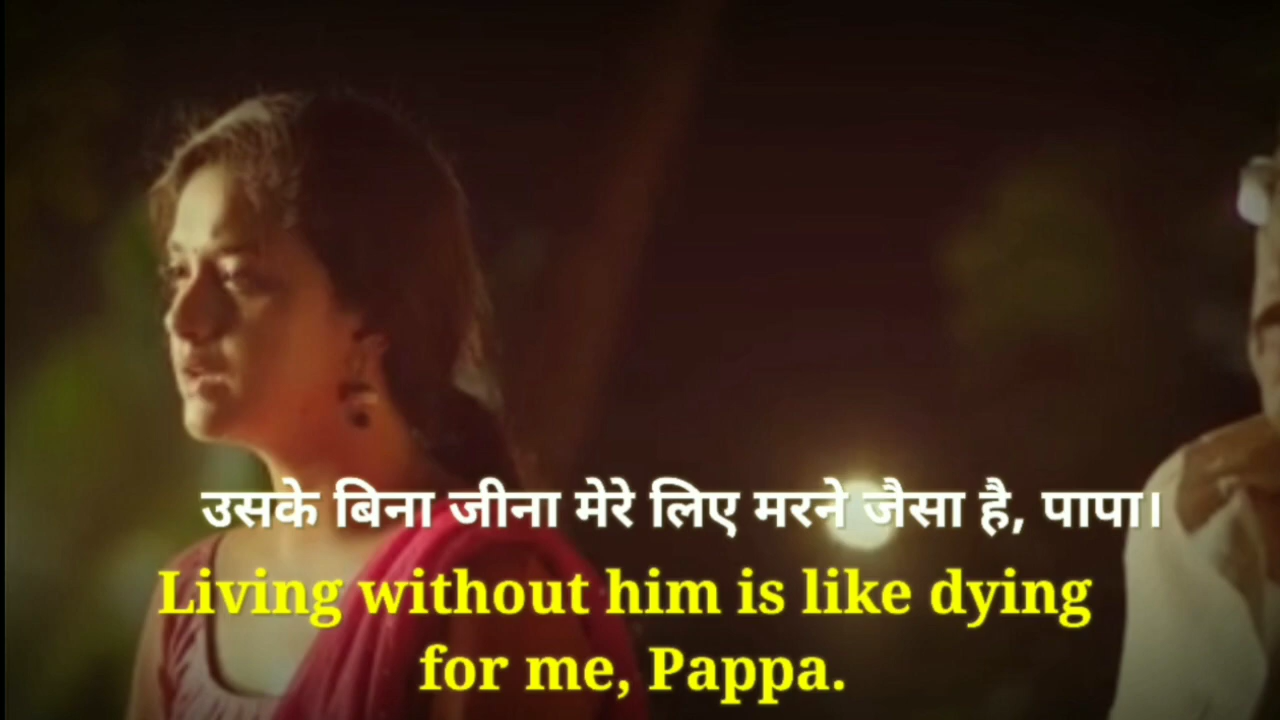 उसके बिना जीना मेरे लिए मरने जैसा है, पापा।
Living without him is like dying
for me, Pappa.